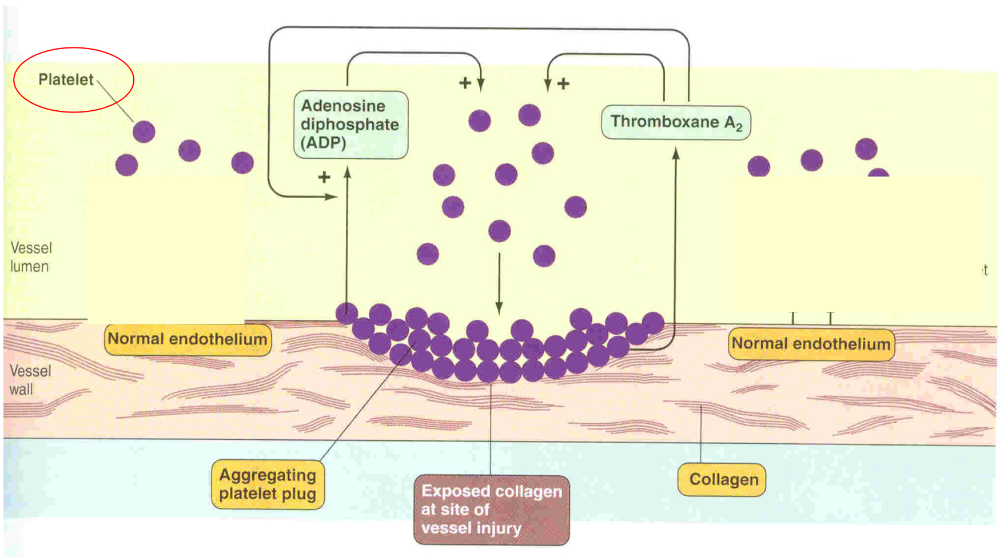 Platelet
+
+
Adenosine
diphosphate
(ADP)
Thromboxane A₂
+
Vessel
lumen
t
Normal endothelium
Normal endothelium
Vessel
wall
Aggregating
platelet plug
Exposed collagen
at site of
vessel injury
Collagen